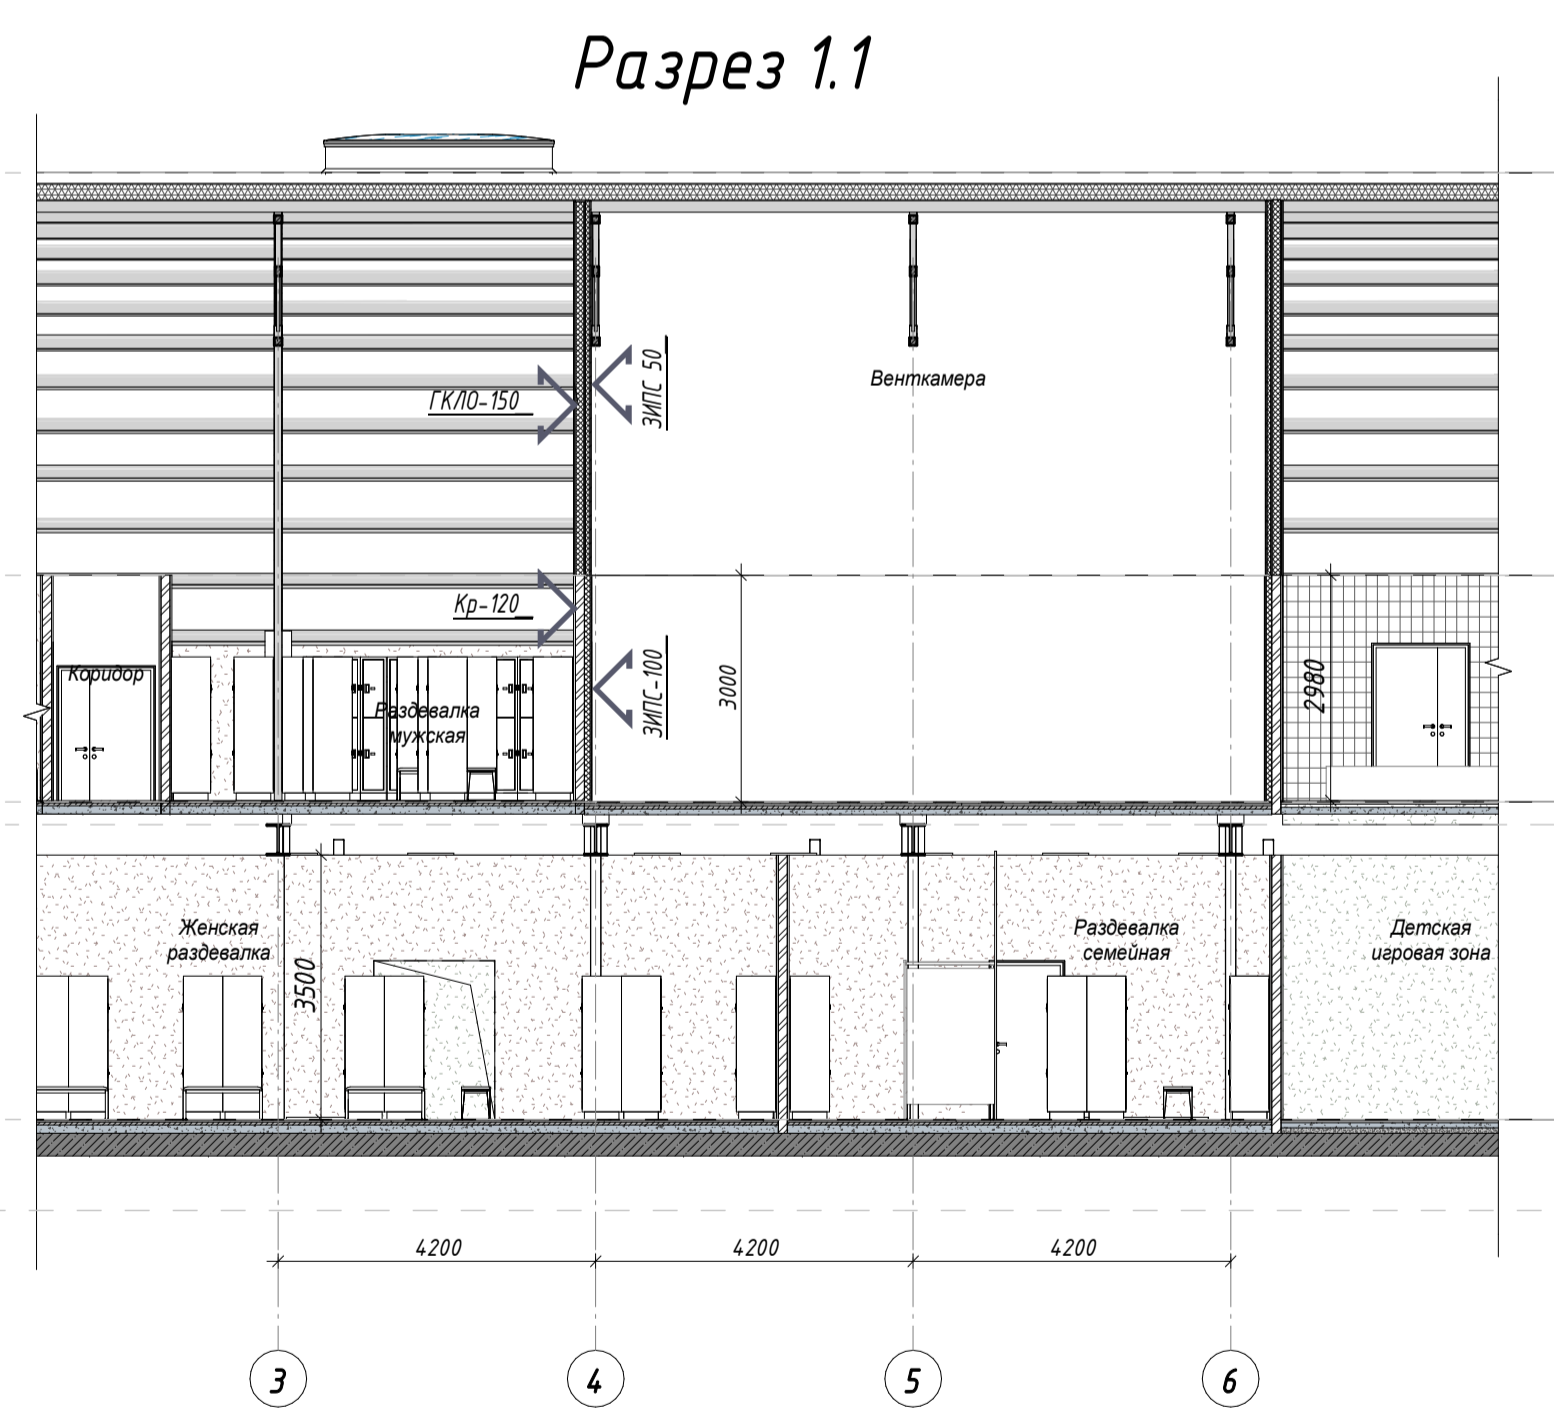 Разрез 1.1
ЗИПС 50
Венткамера
ГКЛО-150
Кр-120
ЗИПС-100
3000
2980
Коридор
Раздевалка
мужская
Женская
раздевалка
3500
Раздевалка
семейная
Детская
игровая зона
4200
4200
4200
3
4
5
6